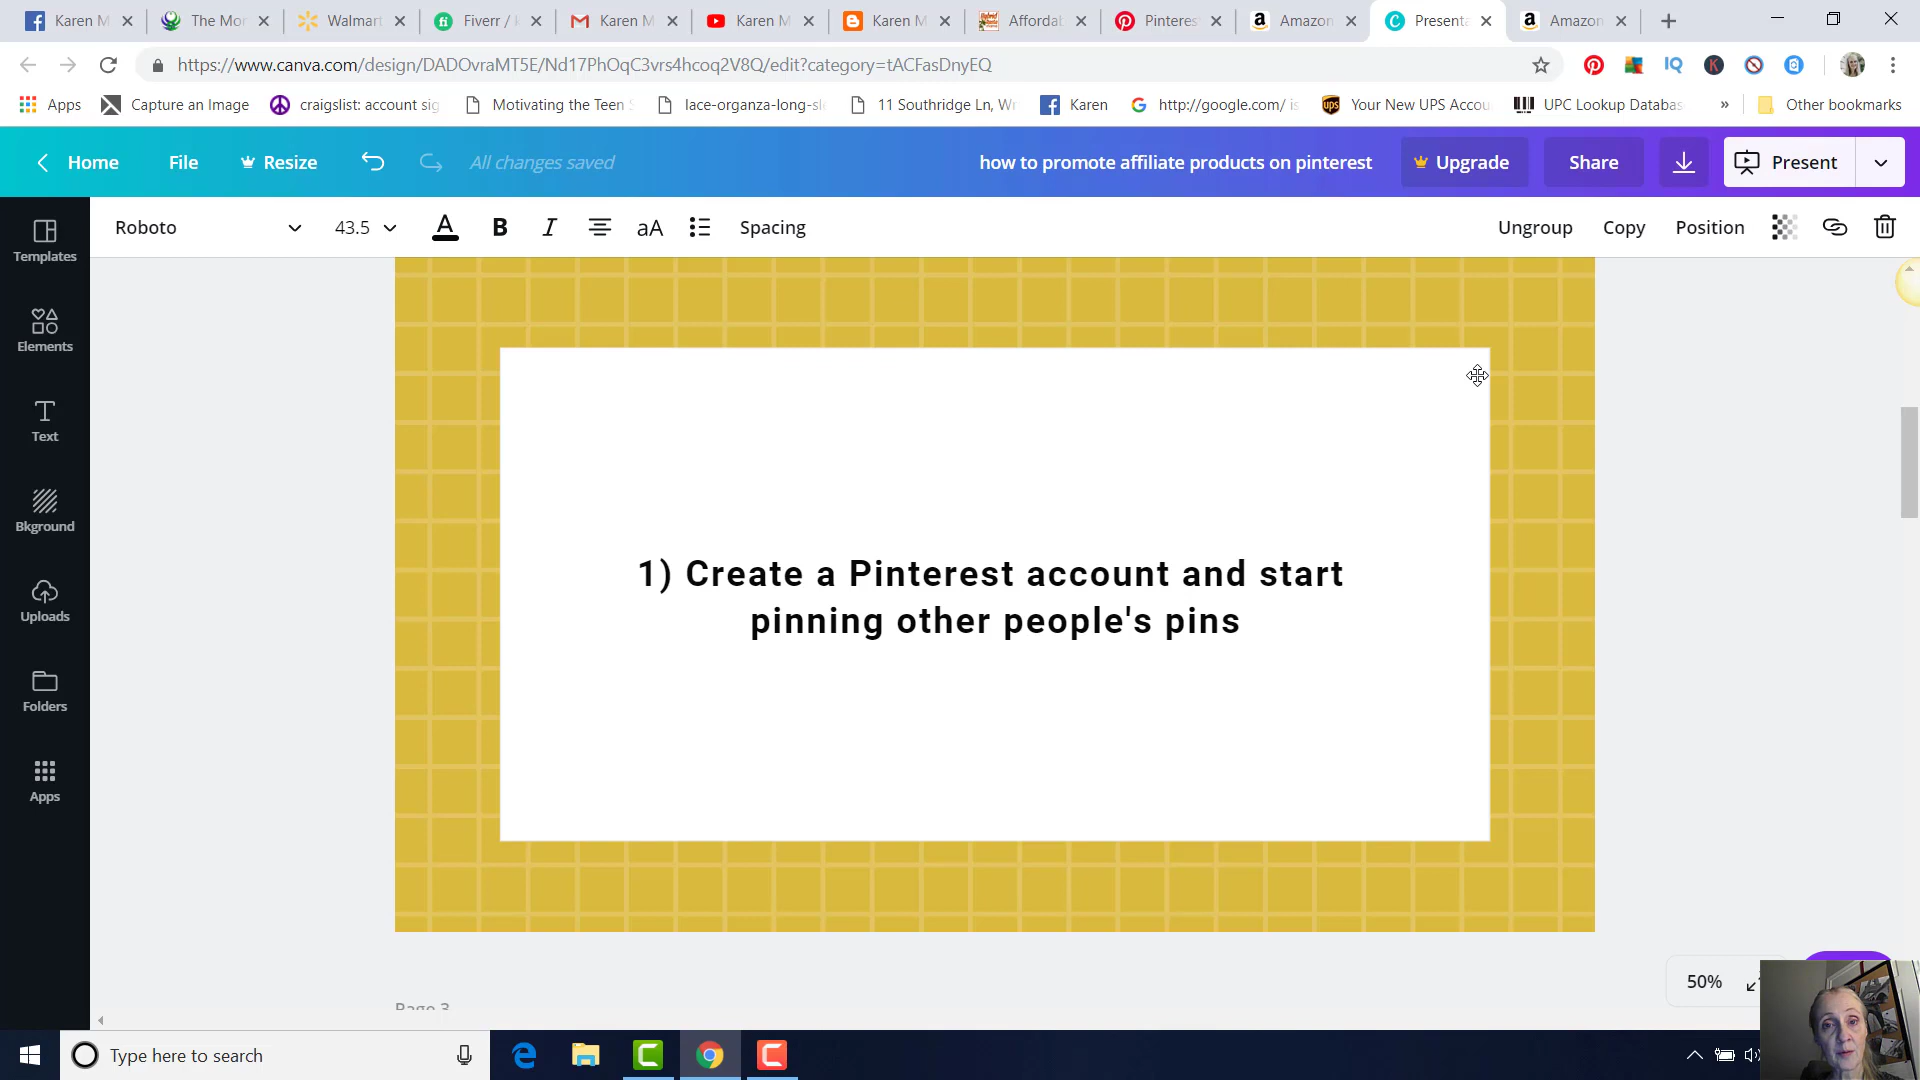 Karen M
The Mor
Walmart
Fiverr /
Karen M
Karen M
Karen M
Affordab
Pinteres
Amazon
Presenta
Amazon
https://www.canva.com/design/DADOvraMT5E/Nd17PhOqC3vrs4hcoq2V8Q/edit?category=tACFasDnyEQ
Apps
Capture an Image
craigslist: account sig
Motivating the Teen S
lace-organza-long-sle
11 Southridge Ln, W
Karen
http://google.com/ is
Your New UPS Accou
UPC Lookup Databas
Other bookmarks
Home
File
Resize
All changes saved
how to promote affiliate products on pinterest
Upgrade
Share
Present
Roboto
43.5
A
B
I
aA
Spacing
Ungroup
Copy
Position
Templates
Elements
Text
Bkground
Uploads
Folders
Apps
1) Create a Pinterest account and start
pinning other people's pins
Page 3
50%
Type here to search